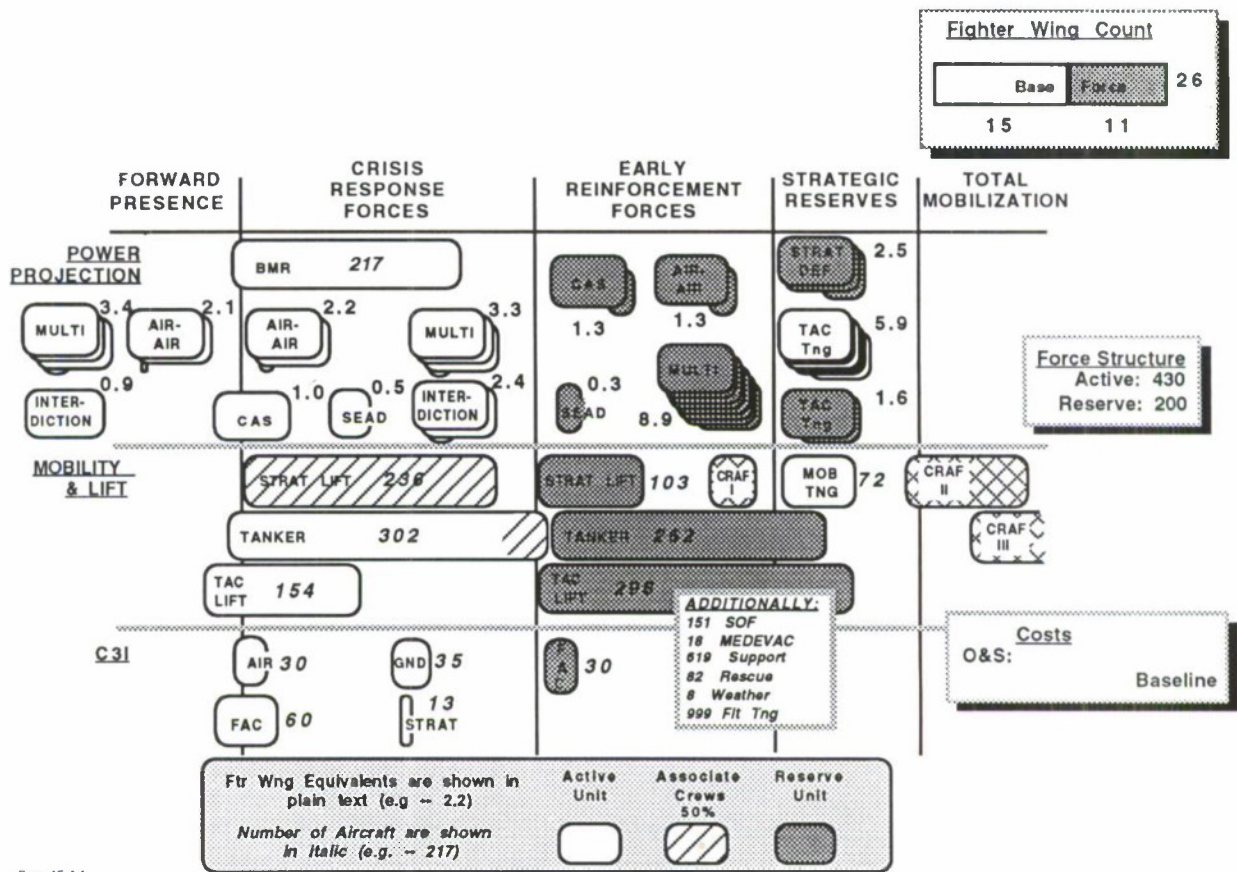 Fighter Wing Count
Base Force 26
15 11
FORWARD PRESENCE
CRISIS RESPONSE FORCES
EARLY REINFORCEMENT FORCES
STRATEGIC RESERVES
TOTAL MOBILIZATION
POWER PROJECTION
BMR 217
MULTI 3.4
AIR-AIR 2.1
AIR-AIR 2.2
MULTI 3.3
INTER-DICTION 0.9
CAS 1.0
SEAD 0.5
INTER-DICTION 2.4
CAS 1.3
AIR-AIR 1.3
SEAD 0.3
MULTI 8.9
STRAT DEF 2.5
TAC Tng 5.9
TAC Tng 1.6
Force Structure
Active: 430
Reserve: 200
MOBILITY & LIFT
STRAT LIFT 236
STRAT LIFT 103
CRAF I
MOB TNG 72
CRAF II
TANKER 302
TANKER 262
CRAF III
TAC LIFT 154
TAC LIFT 298
ADDITIONALLY:
151 SOF
18 MEDEVAC
619 Support
82 Rescue
8 Weather
999 Flt Tng
C3I
AIR 30
GND 35
FAC 30
FAC 60
13 STRAT
Costs
O&S:
Baseline
Ftr Wng Equivalents are shown in
plain text (e.g -- 2.2)
Number of Aircraft are shown
in Italic (e.g. -- 217)
Active Unit
Associate Crews 50%
Reserve Unit